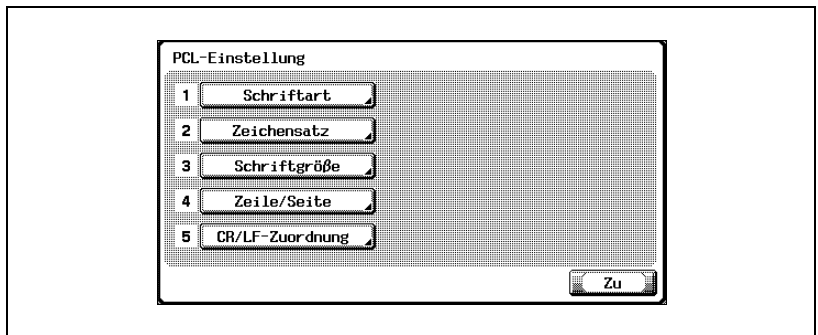 PCL-Einstellung
1 Schriftart
2 Zeichensatz
3 Schriftgröße
4 Zeile/Seite
5 CR/LF-Zuordnung
Zu